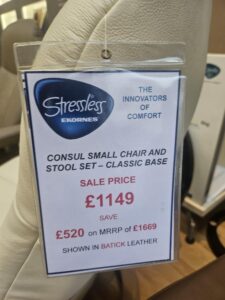 Stressless
EKORNES
THE
INNOVATORS
OF
COMFORT
CONSUL SMALL CHAIR AND
STOOL SET – CLASSIC BASE
SALE PRICE
£1149
SAVE
£520 on MRRP of £1669
SHOWN IN BATICK LEATHER